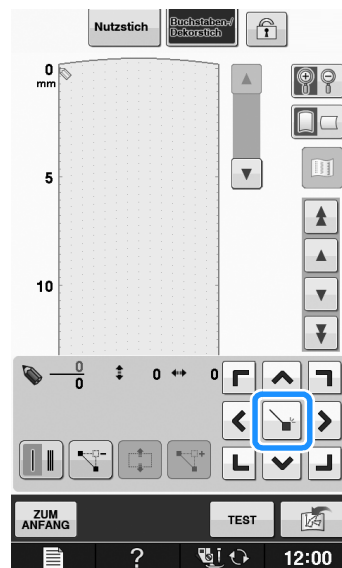 Nutzstich
Buchstaben-/
Dekorstich
0
mm
5
10
0
0
0
0
ZUM
ANFANG
TEST
?
12:00